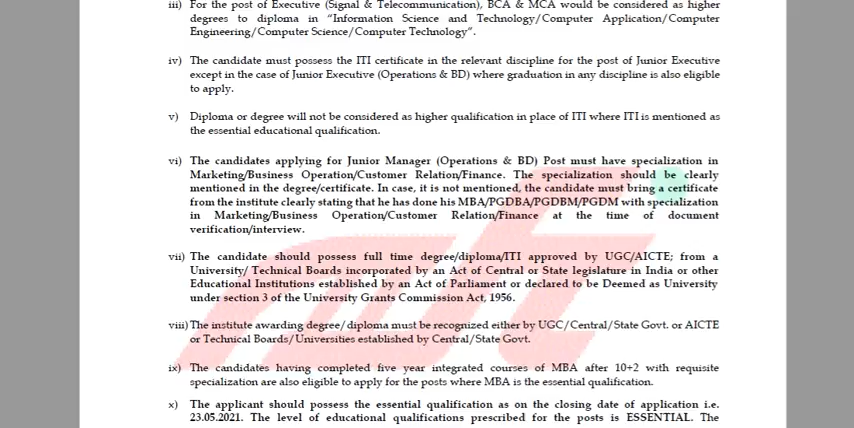 iii) For the post of Executive (Signal & Telecommunication), BCA & MCA would be considered as higher
degrees to diploma in "Information Science and Technology/Computer Application/Computer
Engineering/Computer Science/Computer Technology".
iv) The candidate must possess the ITI certificate in the relevant discipline for the post of Junior Executive
except in the case of Junior Executive (Operations & BD) where graduation in any discipline is also eligible
to apply.
v) Diploma or degree will not be considered as higher qualification in place of ITI where ITI is mentioned as
the essential educational qualification.
vi) The candidates applying for Junior Manager (Operations & BD) Post must have specialization in
Marketing/Business Operation/Customer Relation/Finance. The specialization should be clearly
mentioned in the degree/certificate. In case, it is not mentioned, the candidate must bring a certificate
from the institute clearly stating that he has done his MBA/PGDBA/PGDBM/PGDM with specialization
in Marketing/Business Operation/Customer Relation/Finance at the time of document
verification/interview.
vii) The candidate should possess full time degree/diploma/ITI approved by UGC/AICTE; from a
University/ Technical Boards incorporated by an Act of Central or State legislature in India or other
Educational Institutions established by an Act of Parliament or declared to be Deemed as University
under section 3 of the University Grants Commission Act, 1956.
viii) The institute awarding degree/diploma must be recognized either by UGC/Central/State Govt. or AICTE
or Technical Boards/Universities established by Central/State Govt.
ix) The candidates having completed five year integrated courses of MBA after 10+2 with requisite
specialization are also eligible to apply for the posts where MBA is the essential qualification.
x) The applicant should possess the essential qualification as on the closing date of application i.e.
23.05.2021. The level of educational qualifications prescribed for the posts is ESSENTIAL. The